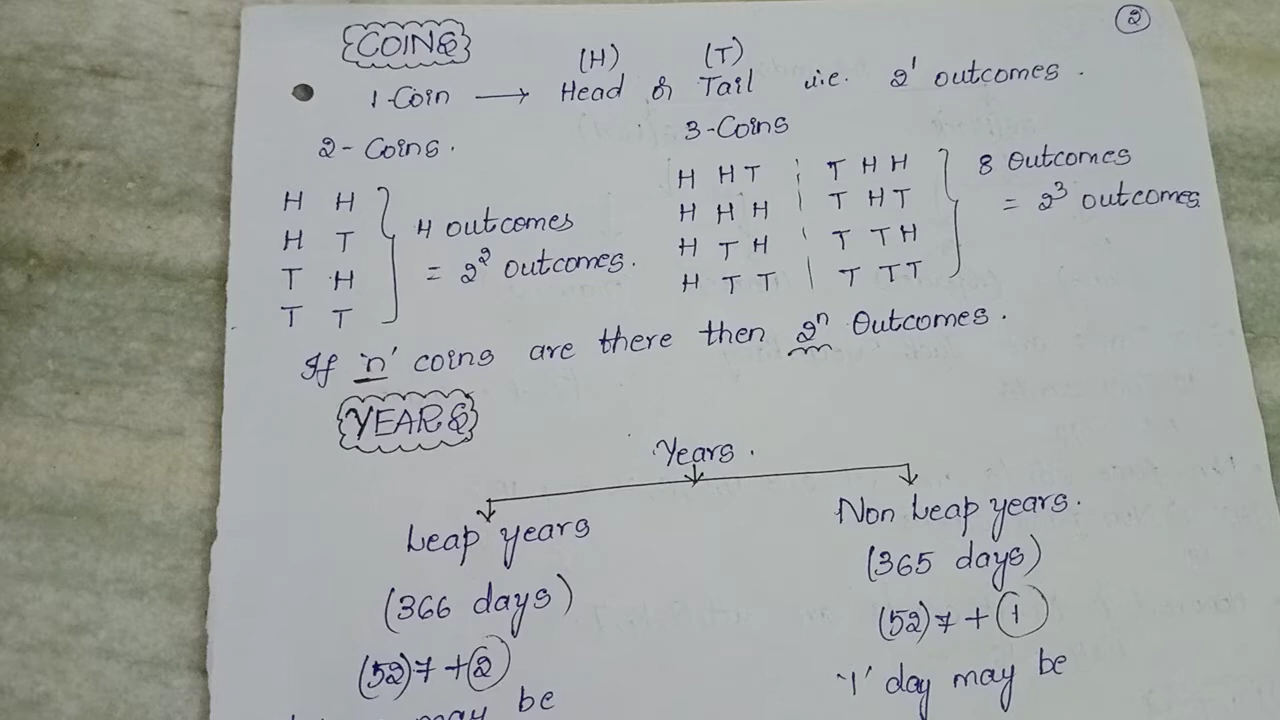 2
COINS
(H) (T)
1-Coin → Head or Tail i.e. 2¹ outcomes.
2-Coins.
H H
H T
T H
T T
4 outcomes
= 2² outcomes.
3-Coins
H H T | T H H
H H H | T H T
H T H | T T H
H T T | T T T
8 Outcomes
= 2³ outcomes
If 'n' coins are there then 2ⁿ Outcomes.
YEARS
Years.
Leap years
(366 days)
(52)7 + 2
may be
Non Leap years.
(365 days)
(52)7 + 1
'1' day may be